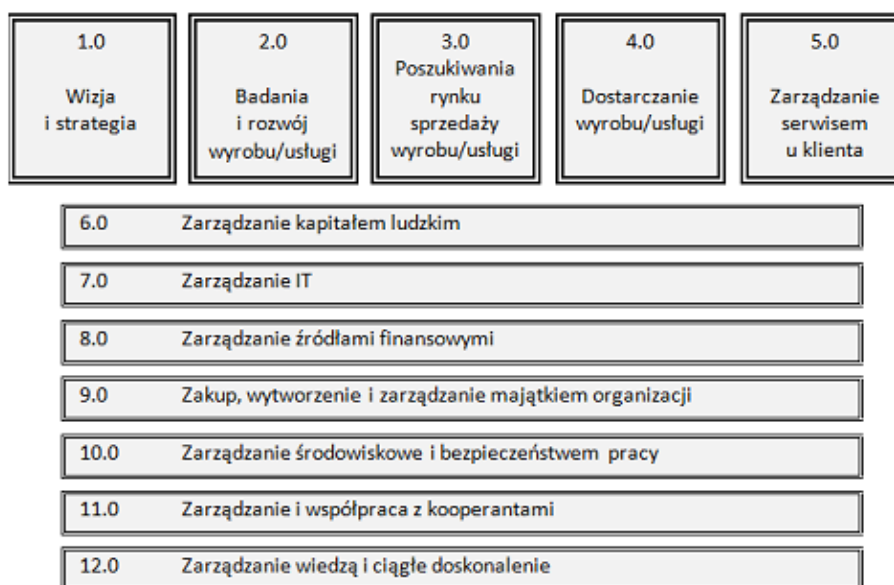 1.0
Wizja
i strategia
2.0
Badania
i rozwój
wyrobu/usługi
3.0
Poszukiwania
rynku
sprzedaży
wyrobu/usługi
4.0
Dostarczanie
wyrobu/usługi
5.0
Zarządzanie
serwisem
u klienta
6.0 Zarządzanie kapitałem ludzkim
7.0 Zarządzanie IT
8.0 Zarządzanie źródłami finansowymi
9.0 Zakup, wytworzenie i zarządzanie majątkiem organizacji
10.0 Zarządzanie środowiskowe i bezpieczeństwem pracy
11.0 Zarządzanie i współpraca z kooperantami
12.0 Zarządzanie wiedzą i ciągłe doskonalenie